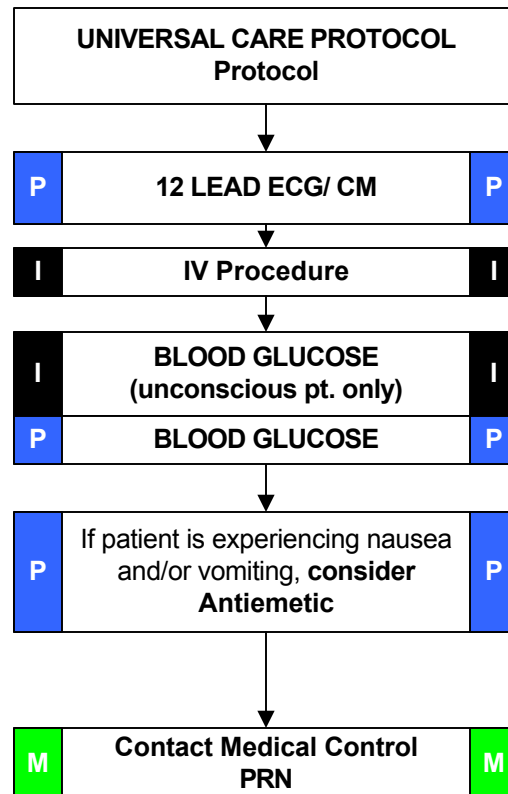 UNIVERSAL CARE PROTOCOL
Protocol
P 12 LEAD ECG/ CM P
I IV Procedure I
I BLOOD GLUCOSE I
(unconscious pt. only)
P BLOOD GLUCOSE P
If patient is experiencing nausea
P and/or vomiting, consider P
Antiemetic
M Contact Medical Control M
PRN